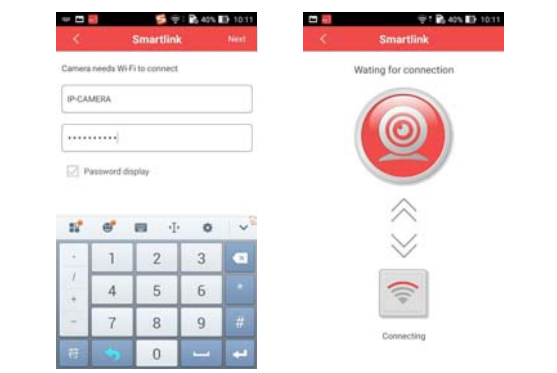 40% 10:11
Smartlink Next
Camera needs Wi-Fi to connect
IP-CAMERA
Password display
1 2 3
/
4 5 6 *
+
- 7 8 9 #
符 0
40% 10:11
Smartlink
Wating for connection
Connecting